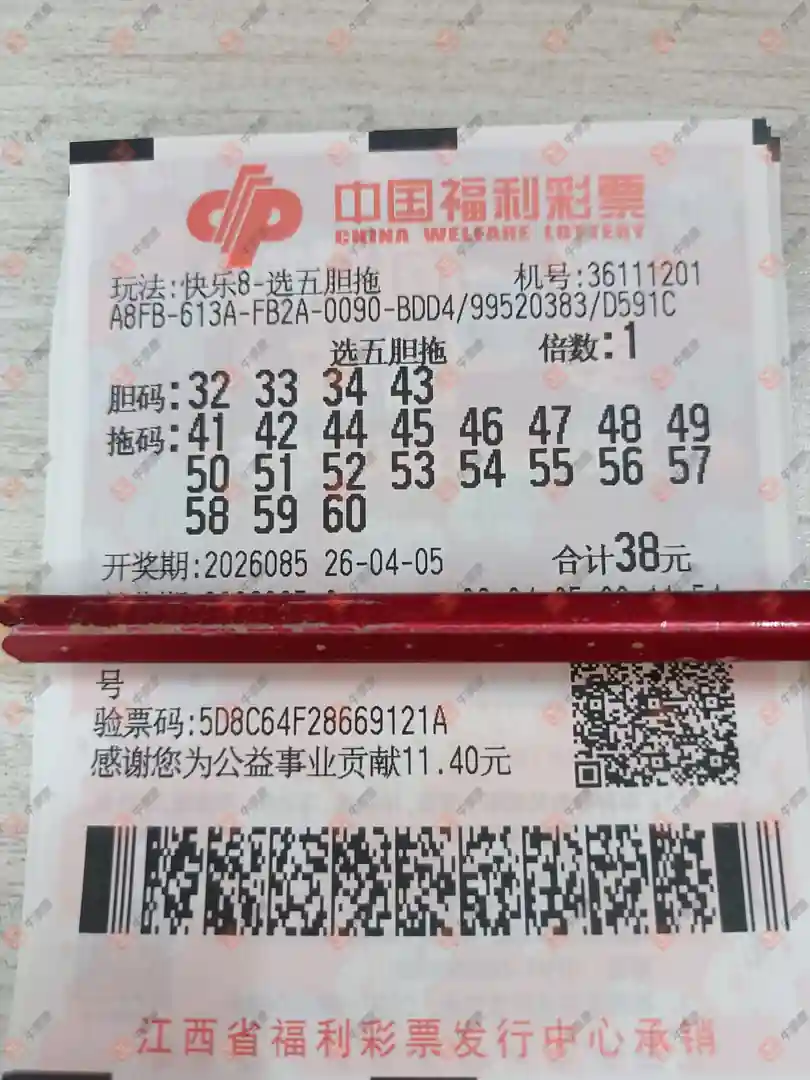 中国福利彩票
CHINA WELFARE LOTTERY
玩法:快乐8-选五胆拖 机号:36111201
A8FB-613A-FB2A-0090-BDD4/99520383/D591C
选五胆拖 倍数:1
胆码:32 33 34 43
拖码:41 42 44 45 46 47 48 49
50 51 52 53 54 55 56 57
58 59 60
开奖期:2026085 26-04-05 合计38元
号
验票码:5D8C64F28669121A
感谢您为公益事业贡献11.40元
江西省福利彩票发行中心承销